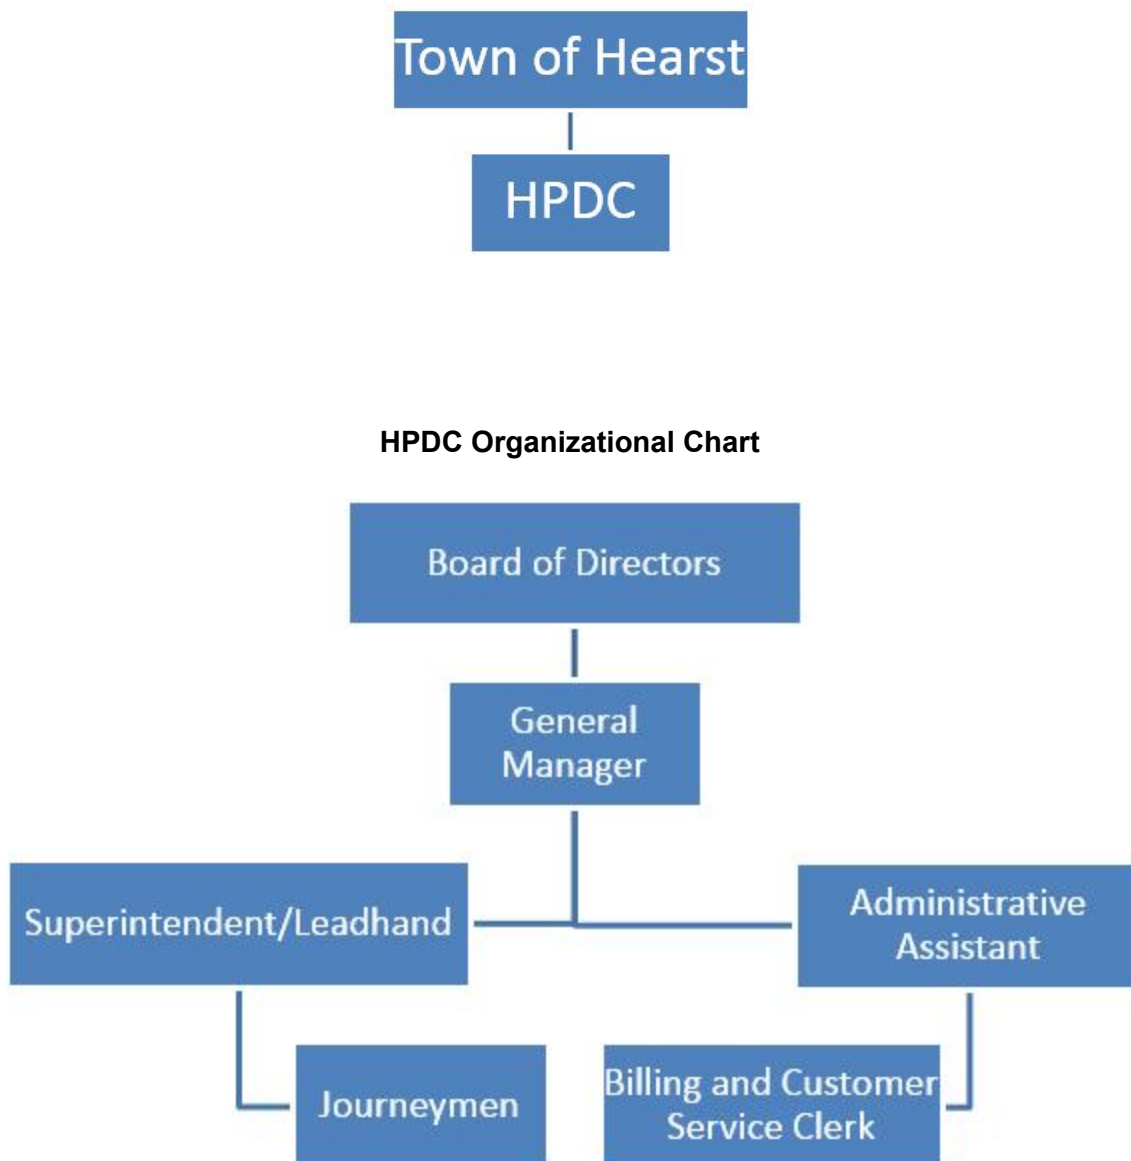 Town of Hearst
HPDC
HPDC Organizational Chart
Board of Directors
General
Manager
Superintendent/Leadhand
Administrative
Assistant
Journeymen
Billing and Customer
Service Clerk